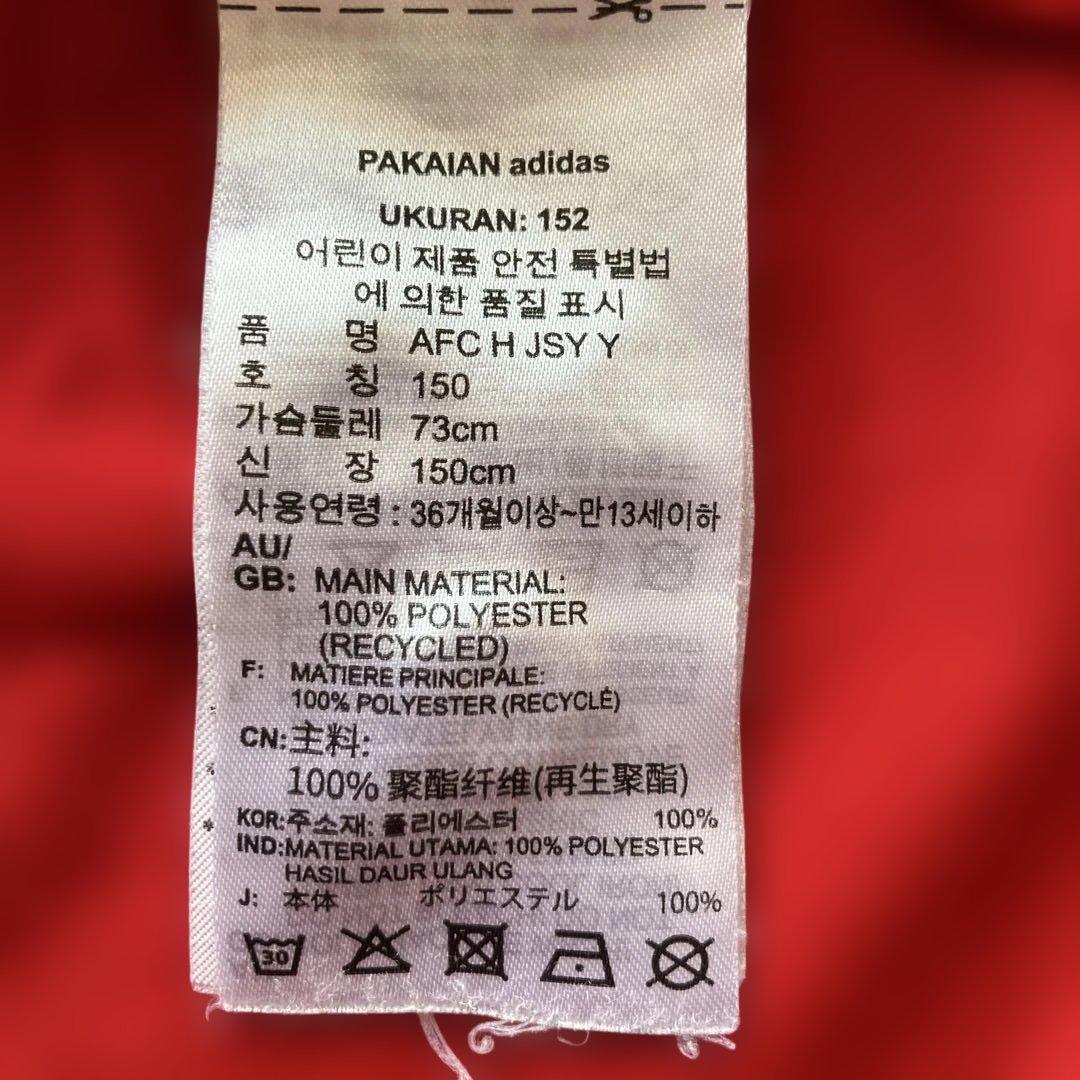 PAKAIAN adidas
UKURAN: 152
어린이 제품 안전 특별법
에 의한 품질 표시
품 명 AFC H JSY Y
호 칭 150
가슴둘레 73cm
신 장 150cm
사용연령 : 36개월이상~만13세이하
AU/
GB: MAIN MATERIAL:
100% POLYESTER
(RECYCLED)
F: MATIERE PRINCIPALE:
100% POLYESTER (RECYCLÉ)
CN:主料:
100% 聚酯纤维(再生聚酯)
KOR:주소재: 폴리에스터 100%
IND:MATERIAL UTAMA: 100% POLYESTER
HASIL DAUR ULANG
J: 本体 ポリエステル 100%
30